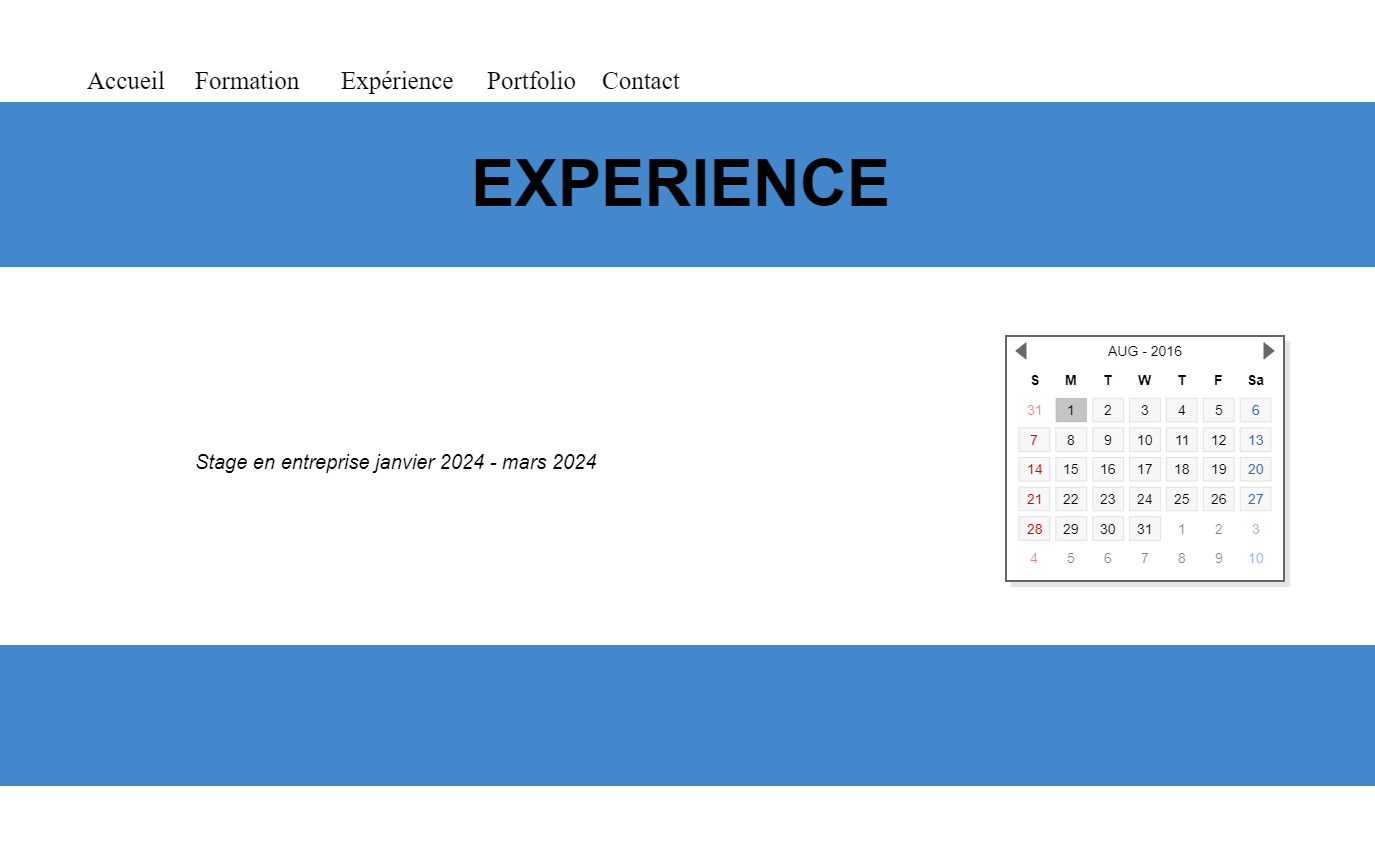 Accueil Formation Expérience Portfolio Contact
EXPERIENCE
Stage en entreprise janvier 2024 - mars 2024
AUG - 2016
S M T W T F Sa
31 1 2 3 4 5 6
7 8 9 10 11 12 13
14 15 16 17 18 19 20
21 22 23 24 25 26 27
28 29 30 31 1 2 3
4 5 6 7 8 9 10